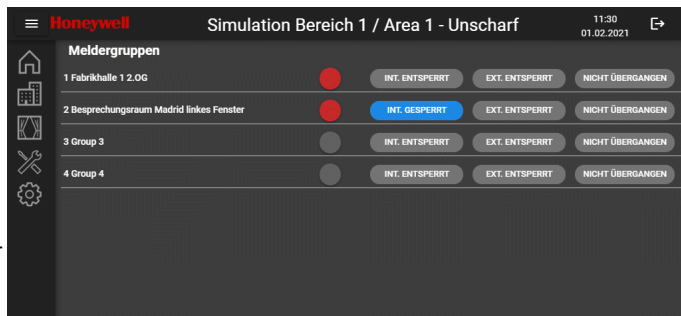 Honeywell Simulation Bereich 1 / Area 1 - Unscharf 11:30
01.02.2021
Meldergruppen
1 Fabrikhalle 1 2.OG INT. ENTSPERRT EXT. ENTSPERRT NICHT ÜBERGANGEN
2 Besprechungsraum Madrid linkes Fenster INT. GESPERRT EXT. ENTSPERRT NICHT ÜBERGANGEN
3 Group 3 INT. ENTSPERRT EXT. ENTSPERRT NICHT ÜBERGANGEN
4 Group 4 INT. ENTSPERRT EXT. ENTSPERRT NICHT ÜBERGANGEN